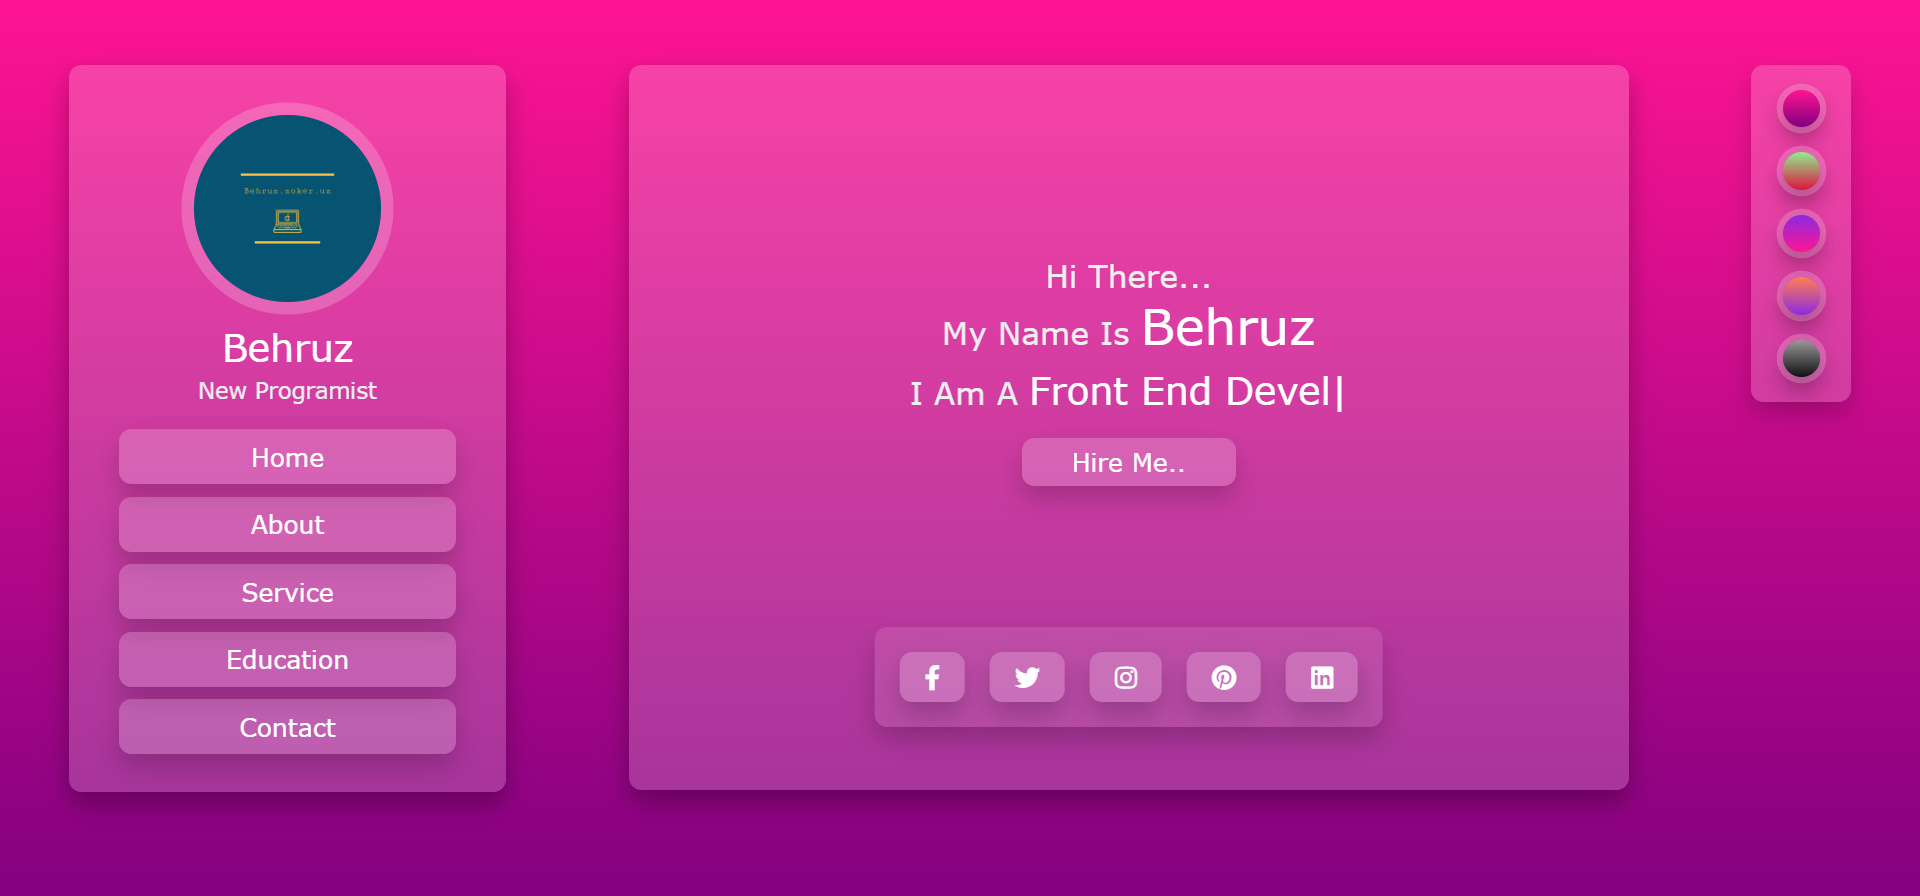 Behruz.zoker.uz
Behruz
New Programist
Home
About
Service
Education
Contact
Hi There...
My Name Is Behruz
I Am A Front End Devel|
Hire Me..